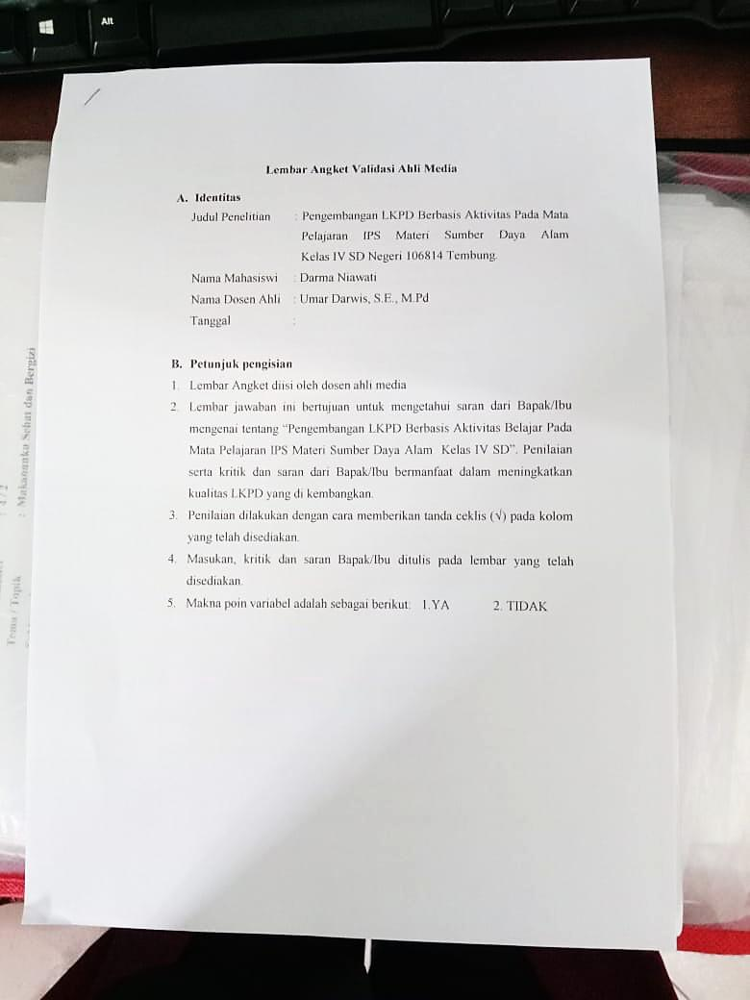 Alt
Lembar Angket Validasi Ahli Media
A. Identitas
Judul Penelitian : Pengembangan LKPD Berbasis Aktivitas Pada Mata
Pelajaran IPS Materi Sumber Daya Alam
Kelas IV SD Negeri 106814 Tembung.
Nama Mahasiswi : Darma Niawati
Nama Dosen Ahli : Umar Darwis, S.E., M.Pd
Tanggal :
B. Petunjuk pengisian
1. Lembar Angket diisi oleh dosen ahli media
2. Lembar jawaban ini bertujuan untuk mengetahui saran dari Bapak/Ibu
mengenai tentang “Pengembangan LKPD Berbasis Aktivitas Belajar Pada
Mata Pelajaran IPS Materi Sumber Daya Alam Kelas IV SD”. Penilaian
serta kritik dan saran dari Bapak/Ibu bermanfaat dalam meningkatkan
kualitas LKPD yang di kembangkan.
3. Penilaian dilakukan dengan cara memberikan tanda ceklis (√) pada kolom
yang telah disediakan.
4. Masukan, kritik dan saran Bapak/Ibu ditulis pada lembar yang telah
disediakan.
5. Makna poin variabel adalah sebagai berikut: 1.YA 2. TIDAK
Tema / Topik
: Makananku Sehat dan Bergizi